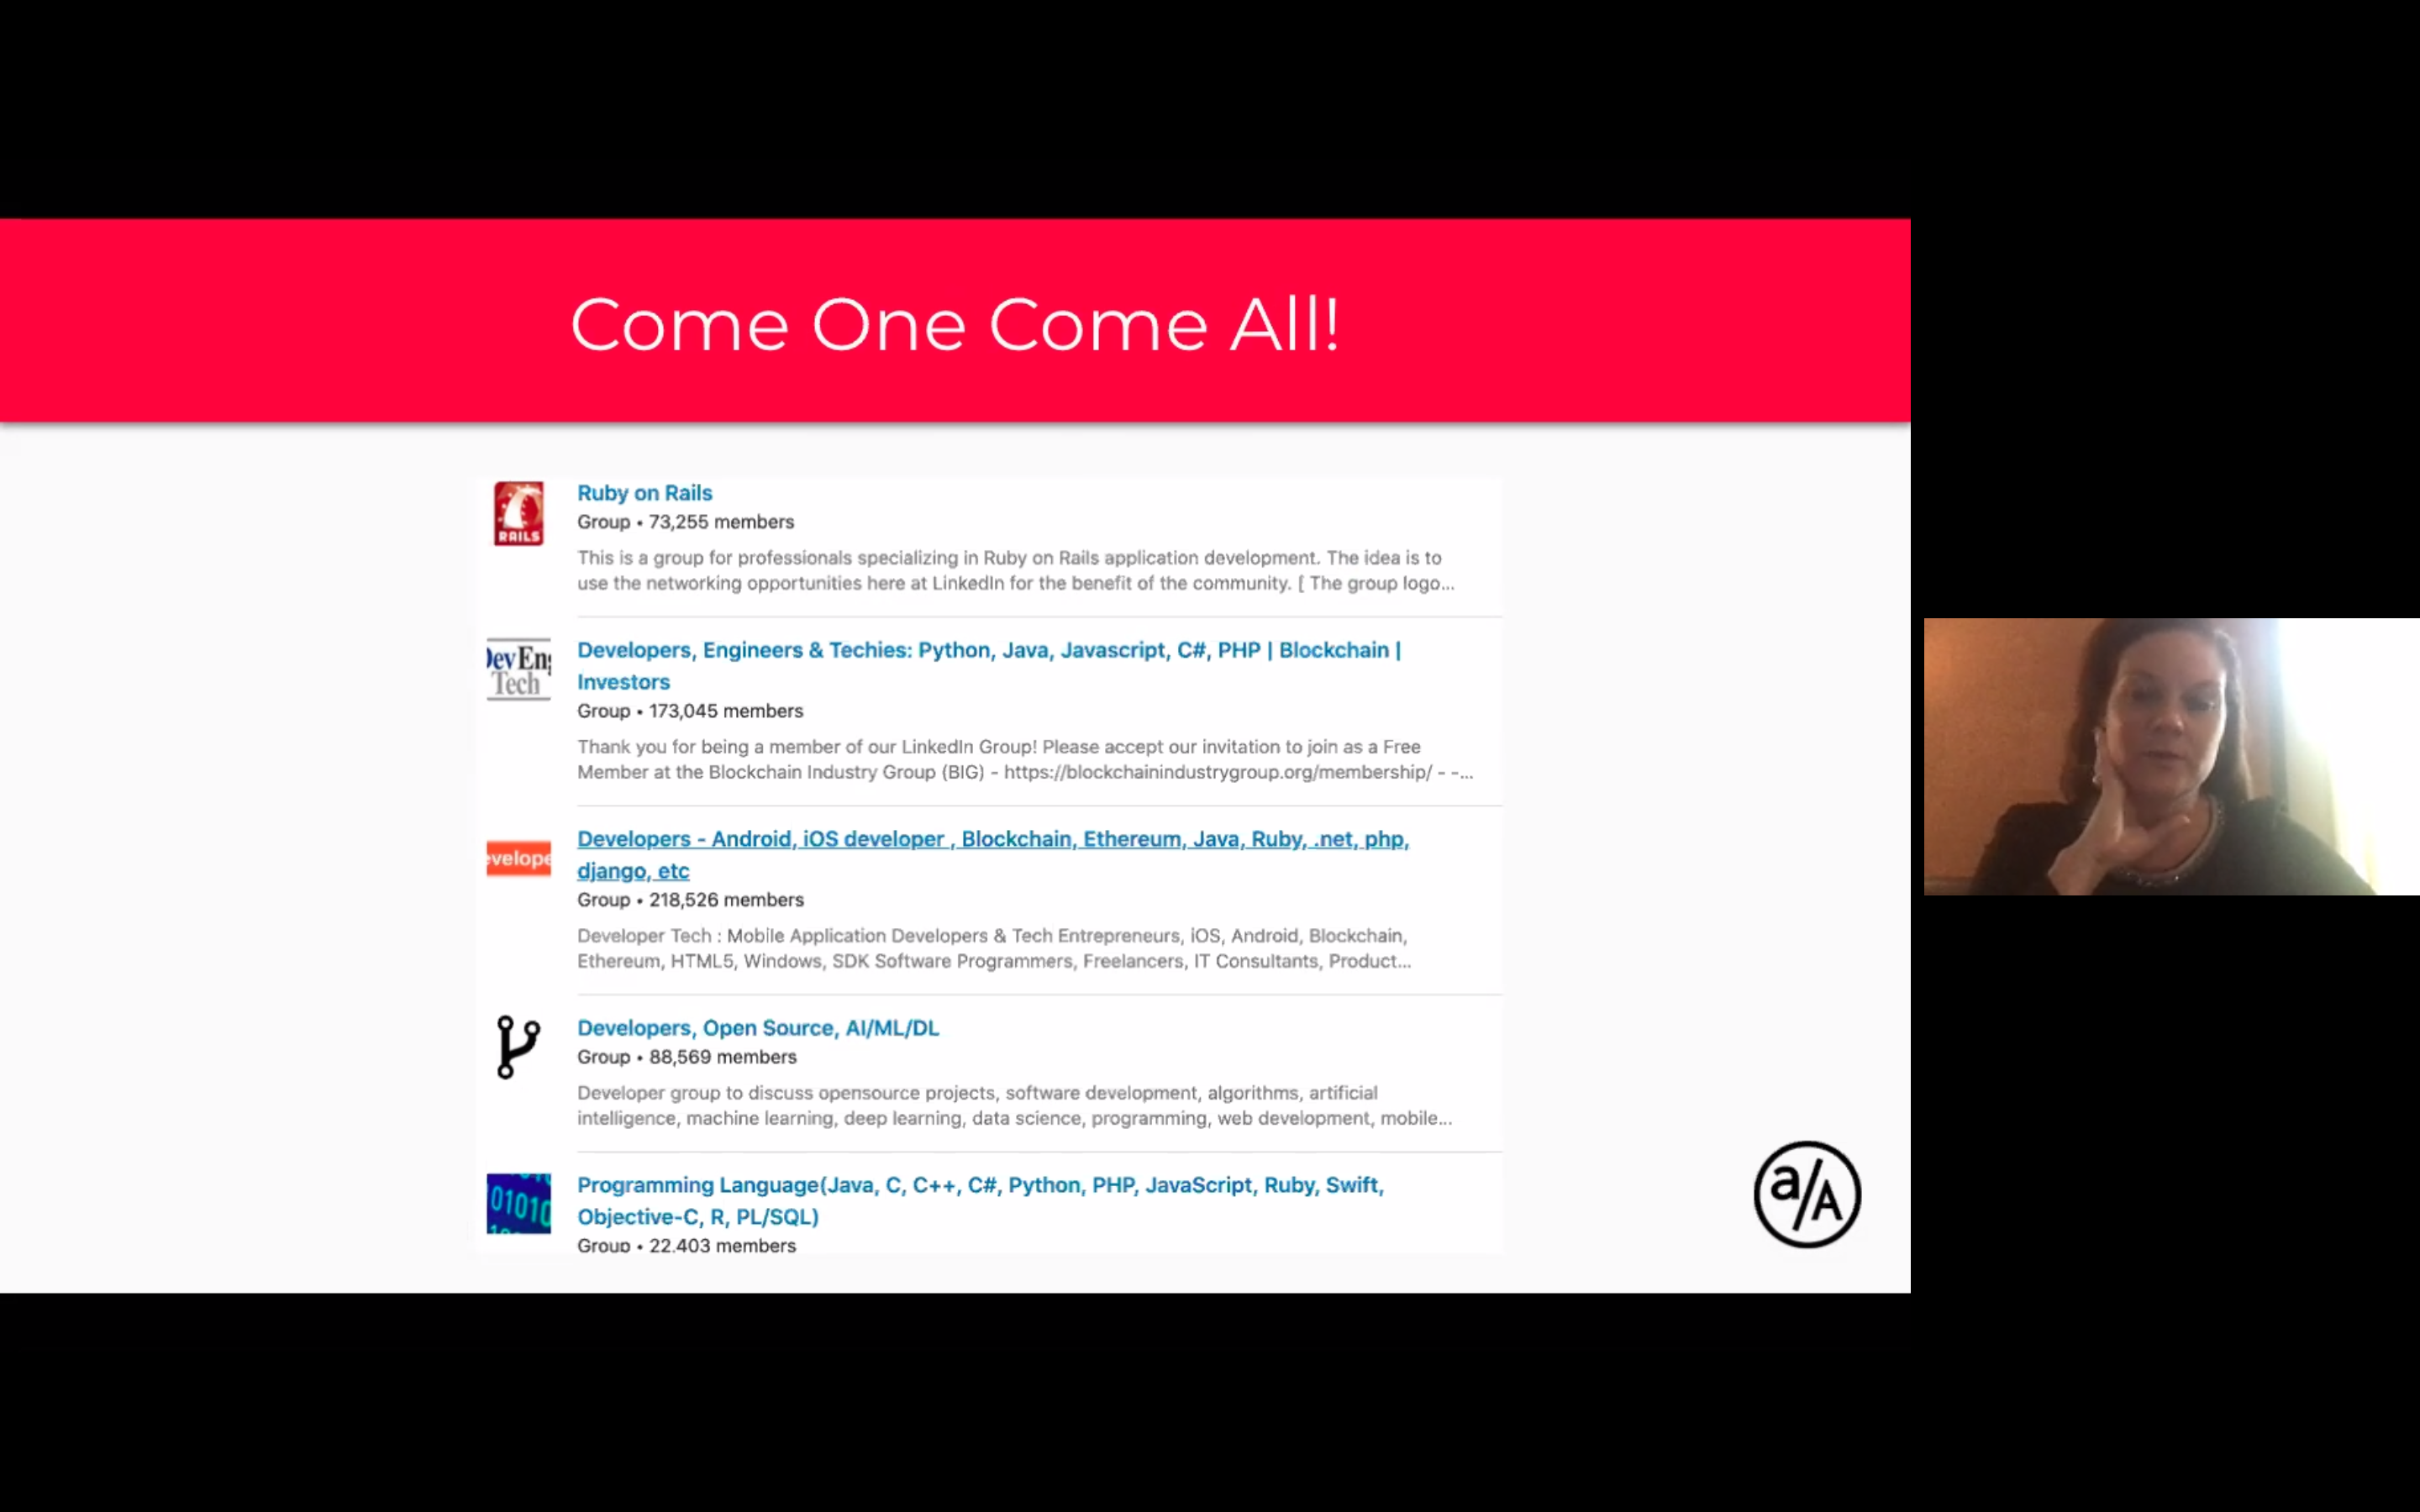 Come One Come All!
RAILS
Ruby on Rails
Group • 73,255 members
This is a group for professionals specializing in Ruby on Rails application development. The idea is to
use the networking opportunities here at LinkedIn for the benefit of the community. [ The group logo...
DevEng
Tech
Developers, Engineers & Techies: Python, Java, Javascript, C#, PHP | Blockchain |
Investors
Group • 173,045 members
Thank you for being a member of our LinkedIn Group! Please accept our invitation to join as a Free
Member at the Blockchain Industry Group (BIG) - https://blockchainindustrygroup.org/membership/ - -...
evelope
Developers - Android, iOS developer , Blockchain, Ethereum, Java, Ruby, .net, php,
django, etc
Group • 218,526 members
Developer Tech : Mobile Application Developers & Tech Entrepreneurs, iOS, Android, Blockchain,
Ethereum, HTML5, Windows, SDK Software Programmers, Freelancers, IT Consultants, Product...
Developers, Open Source, AI/ML/DL
Group • 88,569 members
Developer group to discuss opensource projects, software development, algorithms, artificial
intelligence, machine learning, deep learning, data science, programming, web development, mobile...
01010
Programming Language(Java, C, C++, C#, Python, PHP, JavaScript, Ruby, Swift,
Objective-C, R, PL/SQL)
Group • 22,403 members
a/A